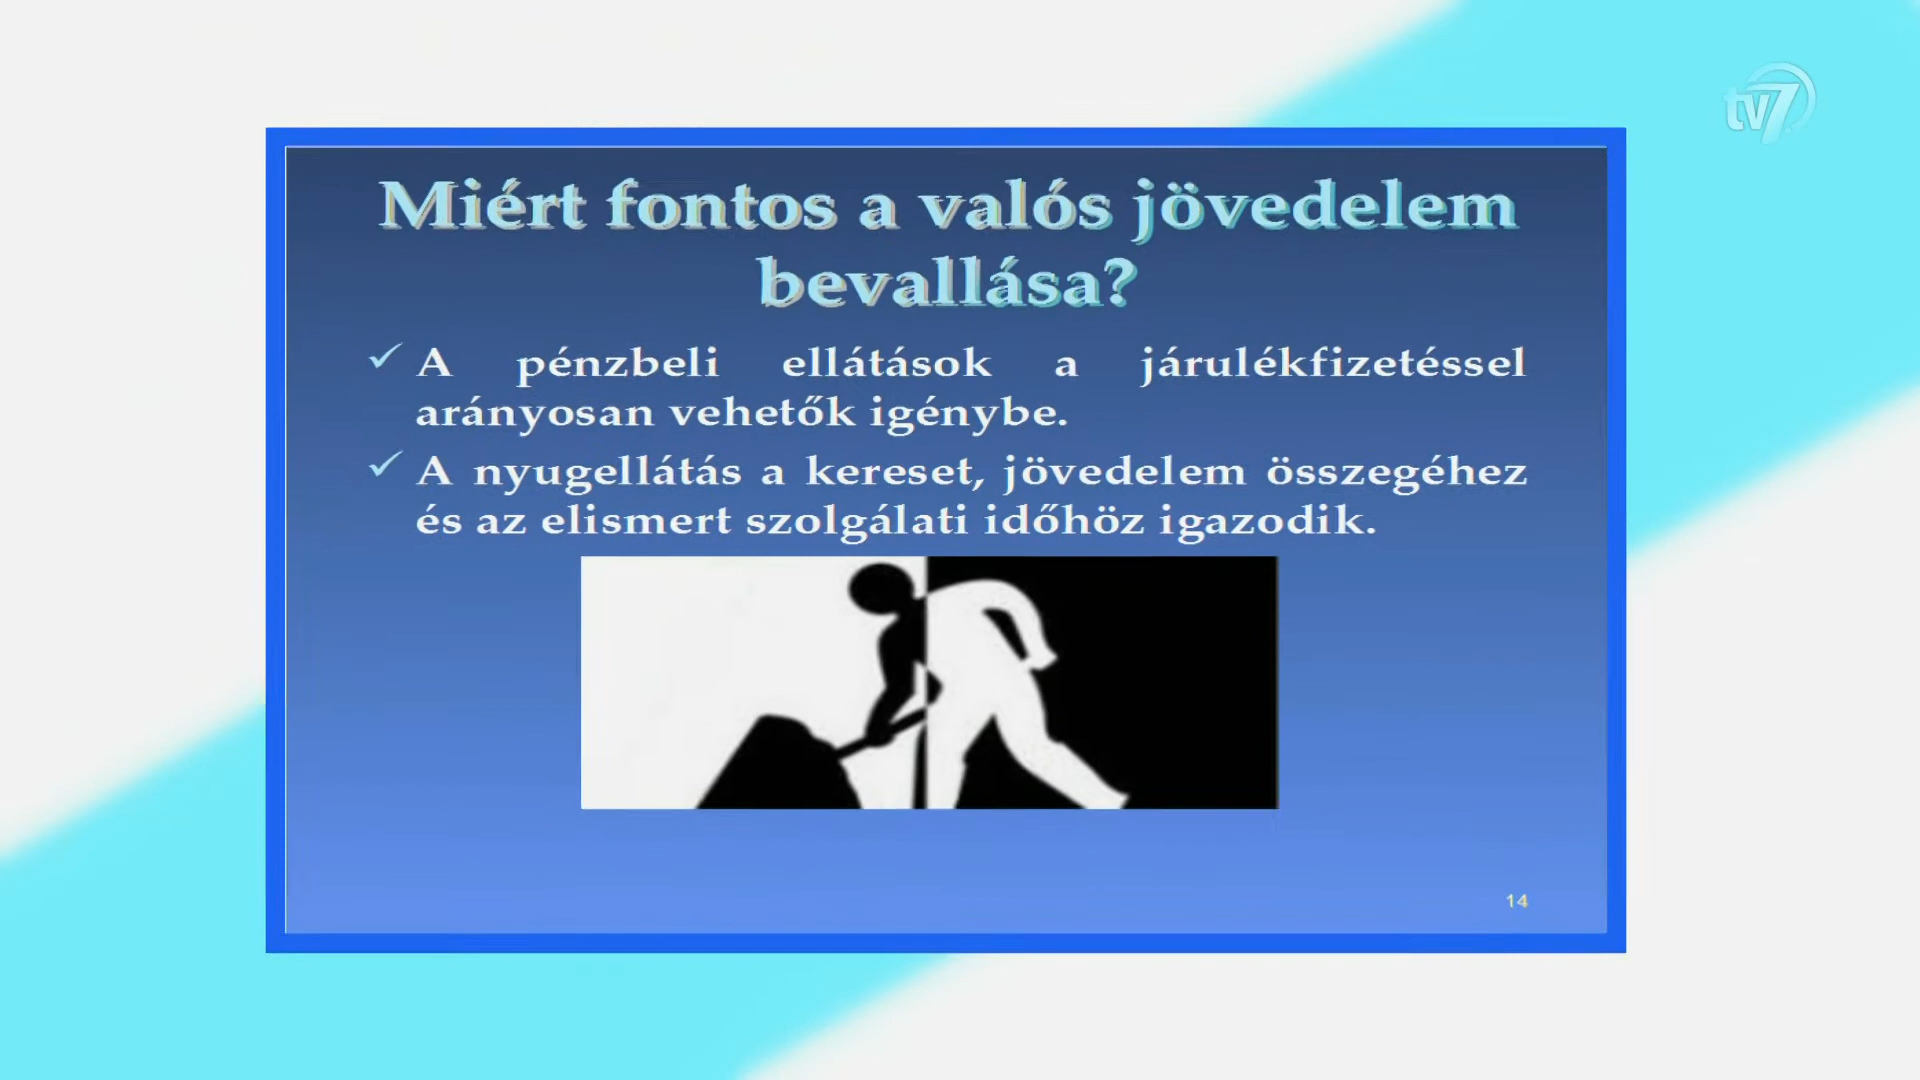 tv7
Miért fontos a valós jövedelem
bevallása?
A pénzbeli ellátások a járulékfizetéssel
arányosan vehetők igénybe.
A nyugellátás a kereset, jövedelem összegéhez
és az elismert szolgálati időhöz igazodik.
14